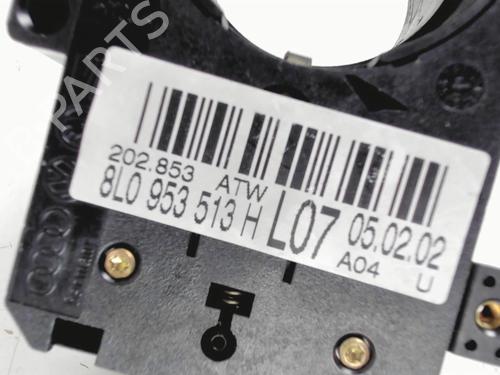 202.853 ATW
8L0 953 513 H L07 05.02.02
A04 U
PARTS